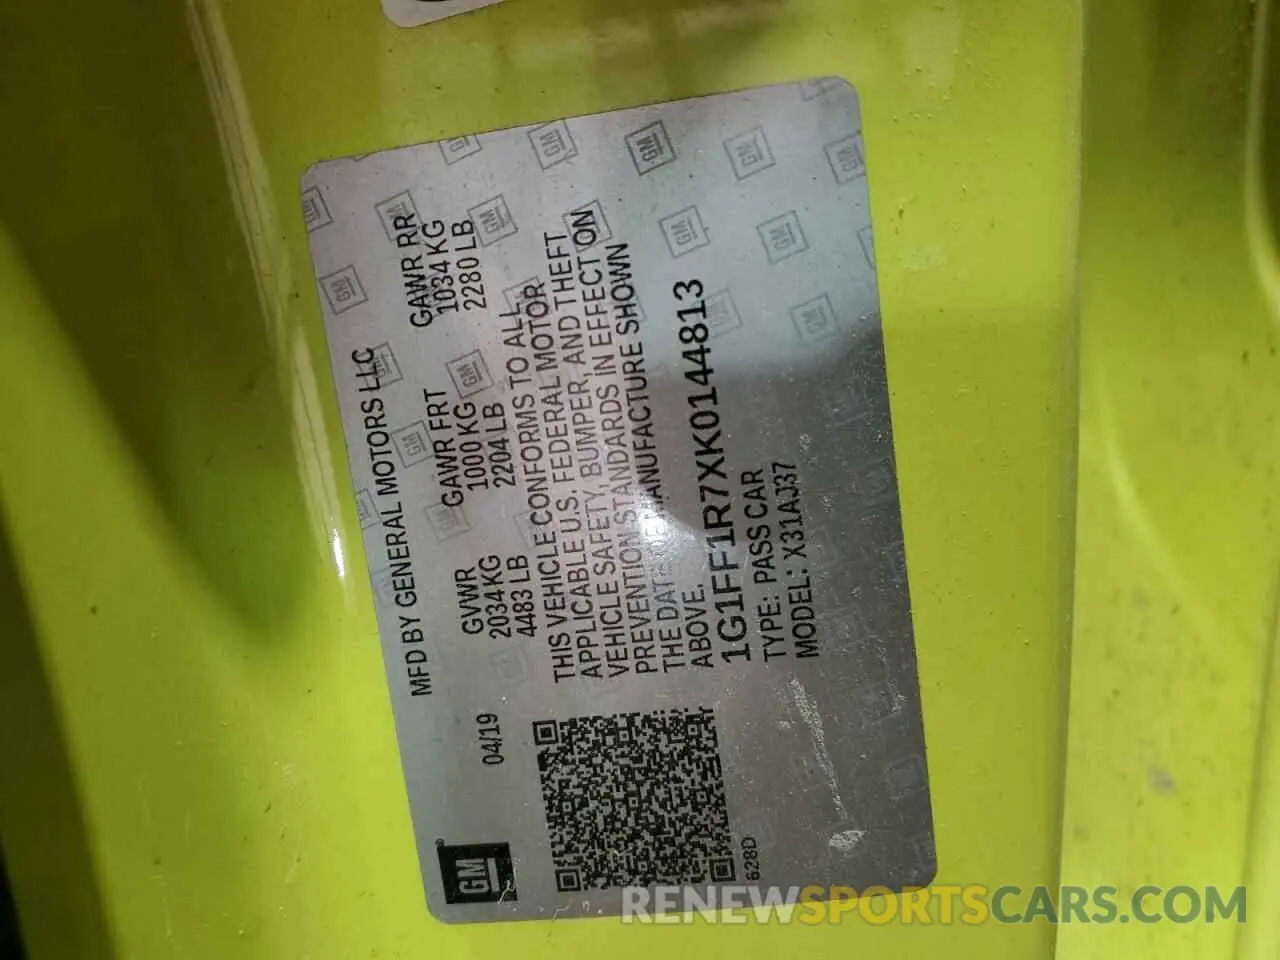 MFD BY GENERAL MOTORS LLC
04/19
GVWR GAWR FRT GAWR RR
2034 KG 1000 KG 1034 KG
4483 LB 2204 LB 2280 LB
THIS VEHICLE CONFORMS TO ALL
APPLICABLE U.S. FEDERAL MOTOR
VEHICLE SAFETY, BUMPER, AND THEFT
PREVENTION STANDARDS IN EFFECT ON
THE DATE OF MANUFACTURE SHOWN
ABOVE.
1G1FF1R7XK0144813
TYPE: PASS CAR
MODEL: X31AJ37
GM
628D
RENEWSPORTSCARS.COM